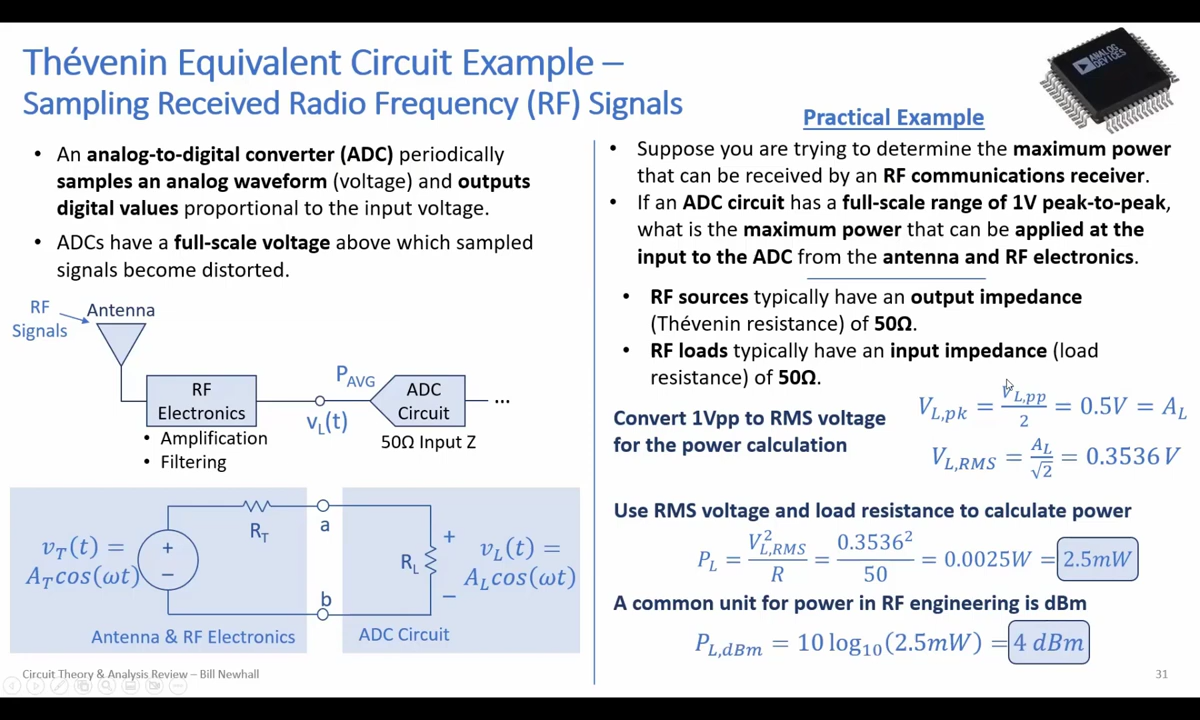 Thévenin Equivalent Circuit Example –
Sampling Received Radio Frequency (RF) Signals
ANALOG
DEVICES
• An analog-to-digital converter (ADC) periodically
samples an analog waveform (voltage) and outputs
digital values proportional to the input voltage.
• ADCs have a full-scale voltage above which sampled
signals become distorted.
RF
Signals
Antenna
RF
Electronics
• Amplification
• Filtering
P_AVG
v_L(t)
ADC
Circuit
...
50Ω Input Z
v_T(t) =
A_T cos(ωt)
+
−
R_T
a
b
R_L
+
−
v_L(t) =
A_L cos(ωt)
Antenna & RF Electronics
ADC Circuit
Practical Example
• Suppose you are trying to determine the maximum power
that can be received by an RF communications receiver.
• If an ADC circuit has a full-scale range of 1V peak-to-peak,
what is the maximum power that can be applied at the
input to the ADC from the antenna and RF electronics.
• RF sources typically have an output impedance
(Thévenin resistance) of 50Ω.
• RF loads typically have an input impedance (load
resistance) of 50Ω.
Convert 1Vpp to RMS voltage
for the power calculation
V_L,pk = V_L,pp / 2 = 0.5V = A_L
V_L,RMS = A_L / √2 = 0.3536 V
Use RMS voltage and load resistance to calculate power
P_L = V²_L,RMS / R = 0.3536² / 50 = 0.0025W = 2.5mW
A common unit for power in RF engineering is dBm
P_L,dBm = 10 log₁₀(2.5mW) = 4 dBm
Circuit Theory & Analysis Review – Bill Newhall
31